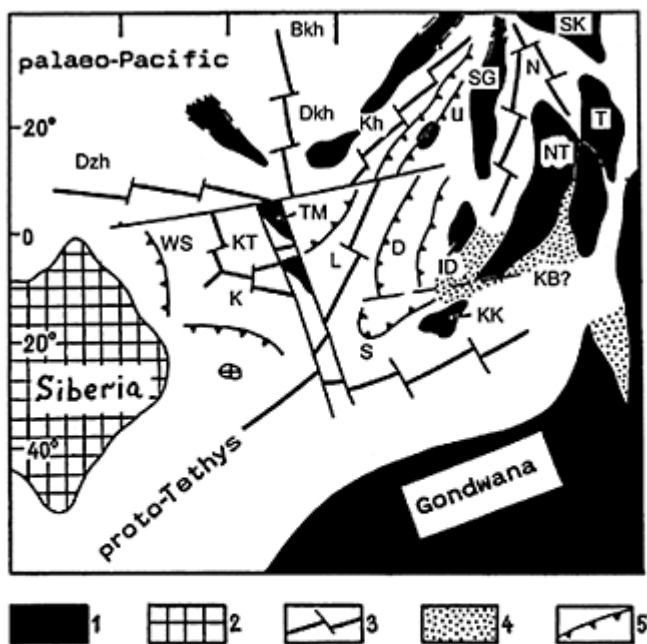 Bkh
SK
palaeo-Pacific
SG
N
20°
Dkh
Kh
u
T
Dzh
NT
TM
0
WS
KT
L
D
ID
KB?
K
KK
20°
S
Siberia
40°
proto-Tethys
Gondwana
1
2
3
4
5